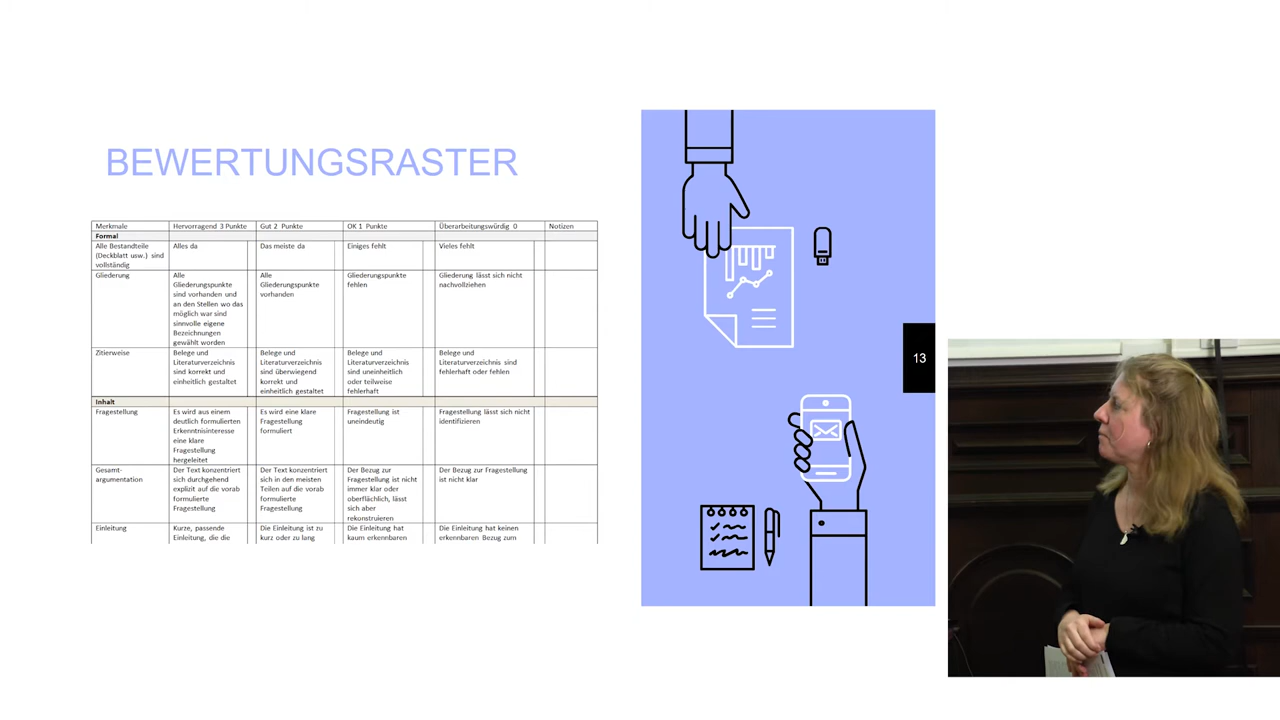 BEWERTUNGSRASTER
Merkmale Hervorragend 3 Punkte Gut 2 Punkte OK 1 Punkte Überarbeitungswürdig 0 Notizen
Formal
Alle Bestandteile (Deckblatt usw.) sind vollständig Alles da Das meiste da Einiges fehlt Vieles fehlt
Gliederung Alle Gliederungspunkte sind vorhanden und an den Stellen wo das möglich war sind sinnvolle eigene Bezeichnungen gewählt worden Alle Gliederungspunkte vorhanden Gliederungspunkte fehlen Gliederung lässt sich nicht nachvollziehen
Zitierweise Belege und Literaturverzeichnis sind korrekt und einheitlich gestaltet Belege und Literaturverzeichnis sind überwiegend korrekt und einheitlich gestaltet Belege und Literaturverzeichnis sind uneinheitlich oder teilweise fehlerhaft Belege und Literaturverzeichnis sind fehlerhaft oder fehlen
Inhalt
Fragestellung Es wird aus einem deutlich formulierten Erkenntnisinteresse eine klare Fragestellung hergeleitet Es wird eine klare Fragestellung formuliert Fragestellung ist uneindeutig Fragestellung lässt sich nicht identifizieren
Gesamt-argumentation Der Text konzentriert sich durchgehend explizit auf die vorab formulierte Fragestellung Der Text konzentriert sich in den meisten Teilen auf die vorab formulierte Fragestellung Der Bezug zur Fragestellung ist nicht immer klar oder oberflächlich, lässt sich aber rekonstruieren Der Bezug zur Fragestellung ist nicht klar
Einleitung Kurze, passende Einleitung, die die Die Einleitung ist zu kurz oder zu lang Die Einleitung hat kaum erkennbaren Die Einleitung hat keinen erkennbaren Bezug zum
13